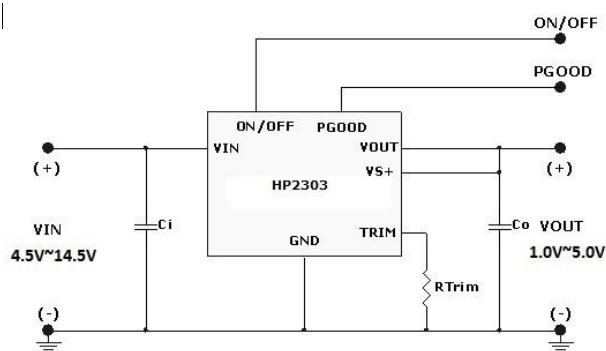 ON/OFF
PGOOD
ON/OFF PGOOD
VIN VOUT
VS+
HP2303
(+) (+)
Ci Co
VIN VOUT
4.5V~14.5V 1.0V~5.0V
GND TRIM
RTrim
(-) (-)